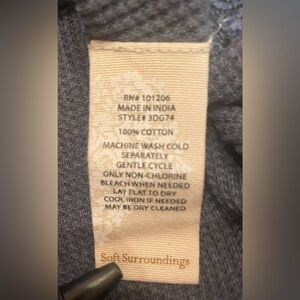 RN# 101206
MADE IN INDIA
STYLE# 3DG74
100% COTTON
MACHINE WASH COLD
SEPARATELY
GENTLE CYCLE
ONLY NON-CHLORINE
BLEACH WHEN NEEDED
LAY FLAT TO DRY
COOL IRON IF NEEDED
MAY BE DRY CLEANED
Soft Surroundings